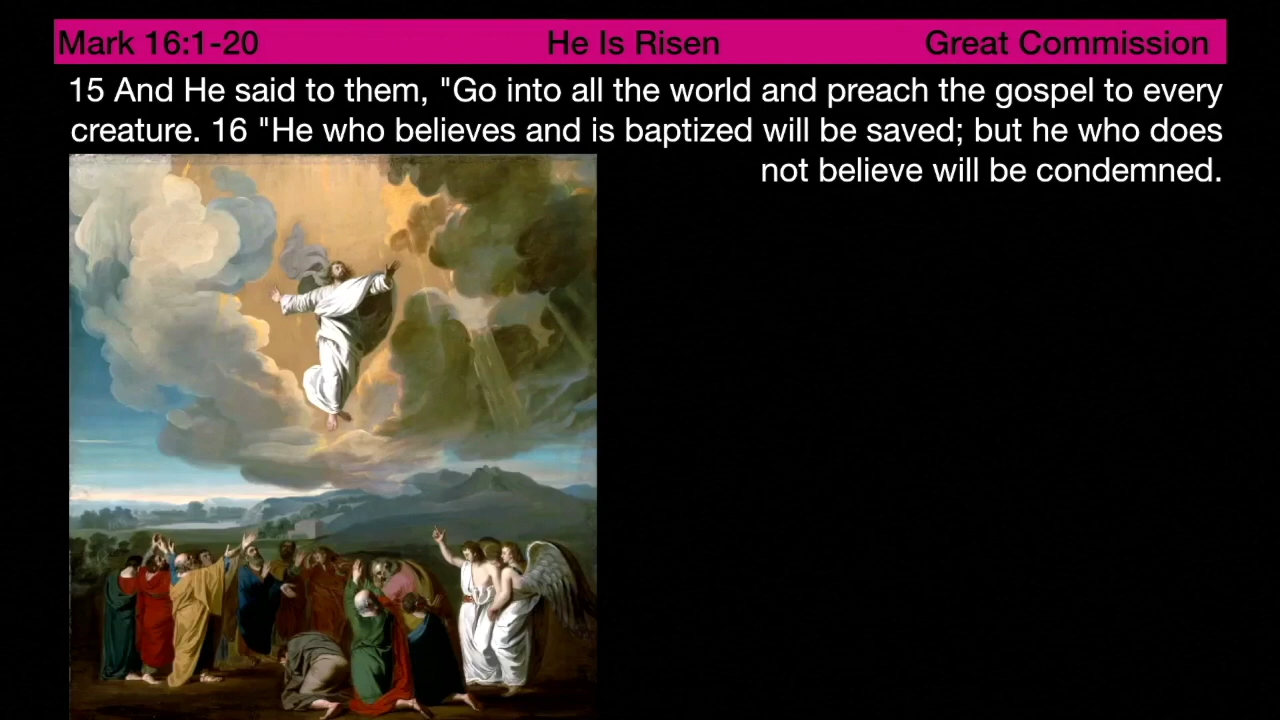 Mark 16:1-20 He Is Risen Great Commission
15 And He said to them, "Go into all the world and preach the gospel to every
creature. 16 "He who believes and is baptized will be saved; but he who does
not believe will be condemned.